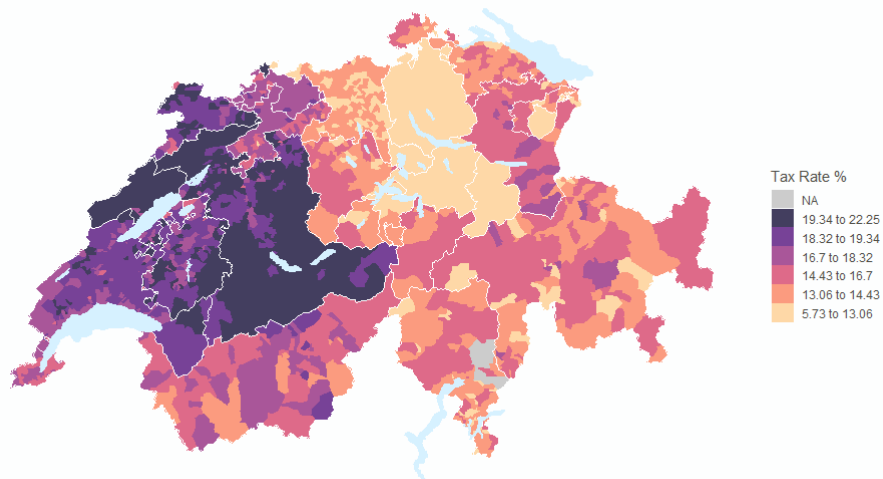 Tax Rate %
NA
19.34 to 22.25
18.32 to 19.34
16.7 to 18.32
14.43 to 16.7
13.06 to 14.43
5.73 to 13.06